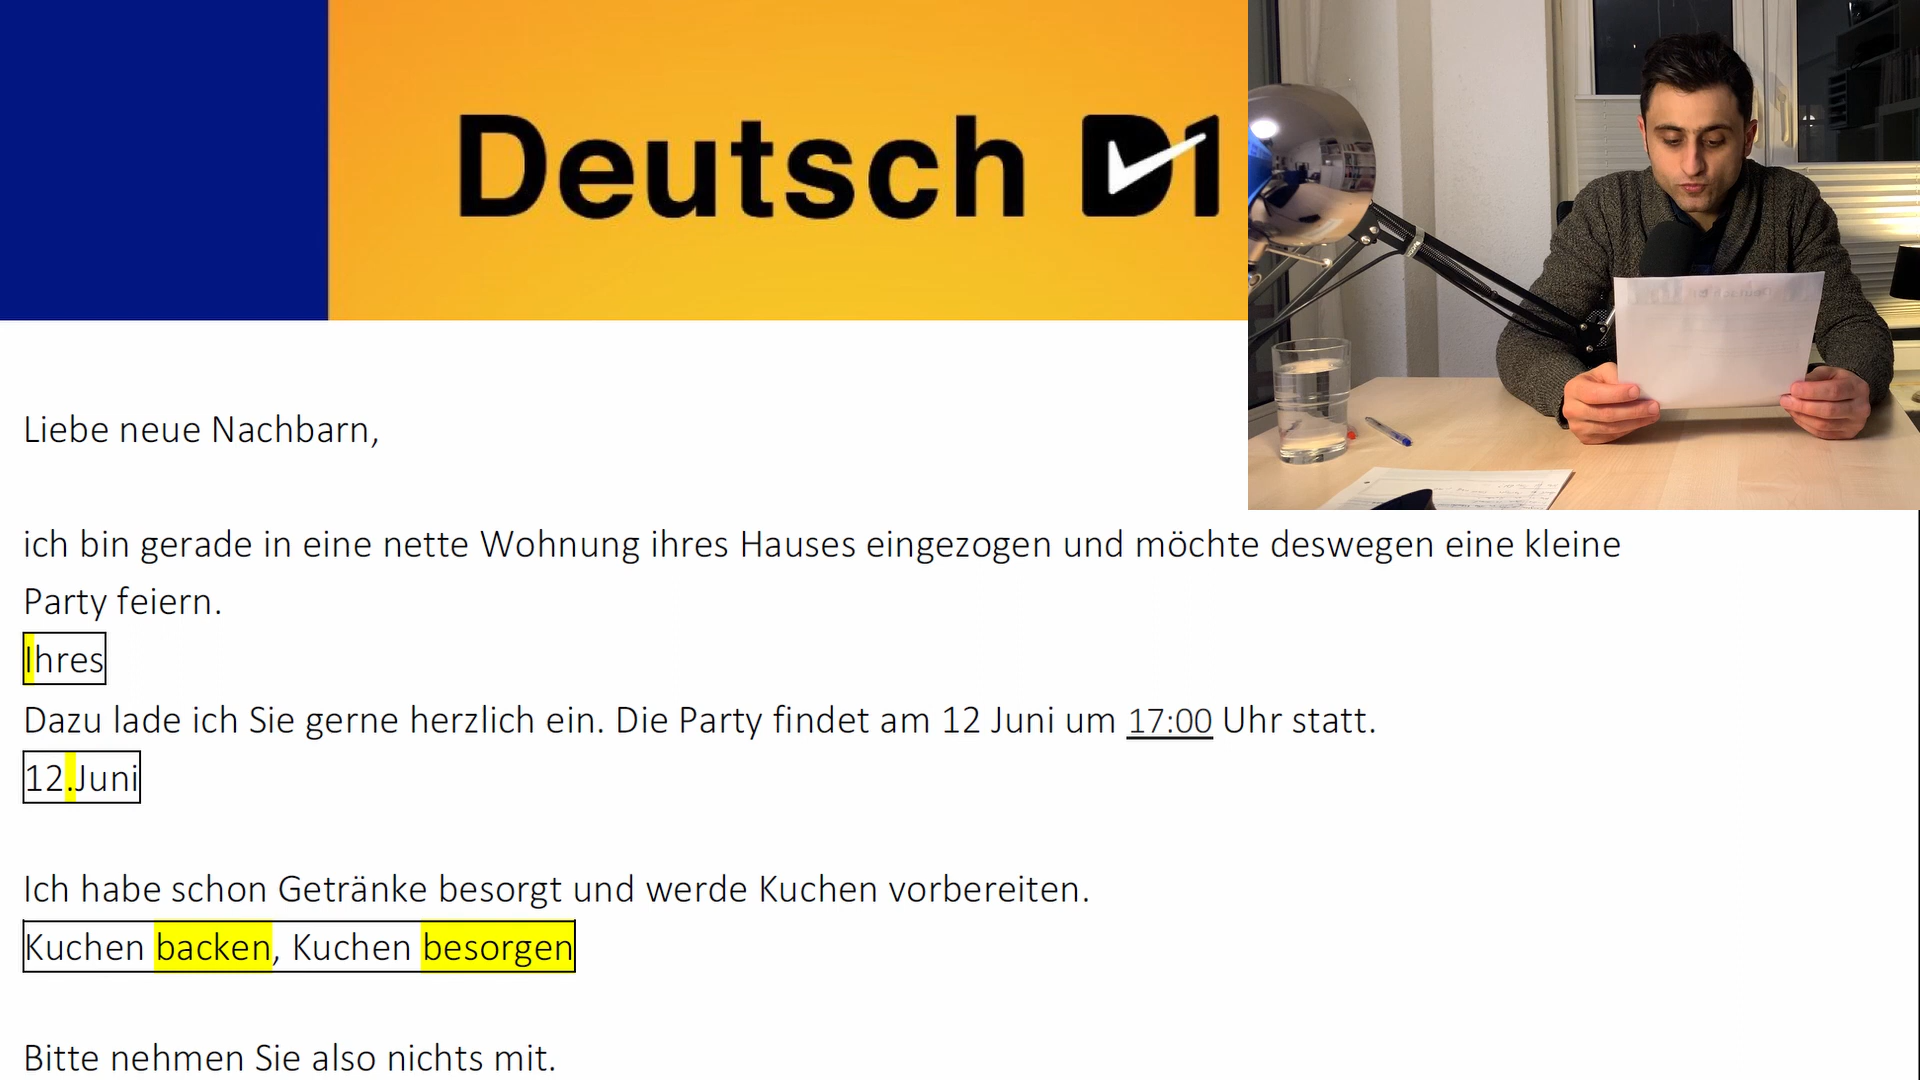 Deutsch D1
Liebe neue Nachbarn,
ich bin gerade in eine nette Wohnung ihres Hauses eingezogen und möchte deswegen eine kleine
Party feiern.
Ihres
Dazu lade ich Sie gerne herzlich ein. Die Party findet am 12 Juni um 17:00 Uhr statt.
12.Juni
Ich habe schon Getränke besorgt und werde Kuchen vorbereiten.
Kuchen backen, Kuchen besorgen
Bitte nehmen Sie also nichts mit.